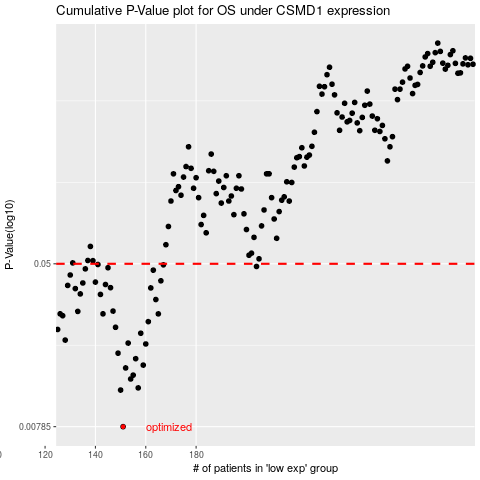 Cumulative P-Value plot for OS under CSMD1 expression
P-Value(log10)
0.05
0.00785
optimized
0 120 140 160 180
# of patients in 'low exp' group